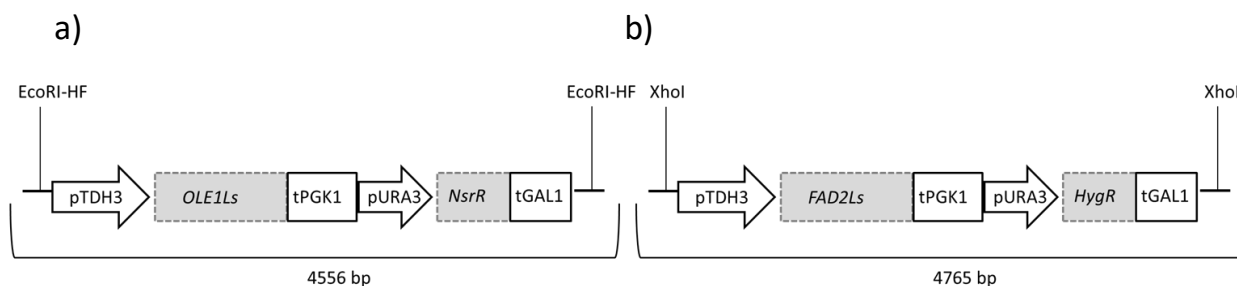 a)
EcoRI-HF
EcoRI-HF
pTDH3
OLE1Ls
tPGK1
pURA3
NsrR
tGAL1
4556 bp
b)
XhoI
XhoI
pTDH3
FAD2Ls
tPGK1
pURA3
HygR
tGAL1
4765 bp